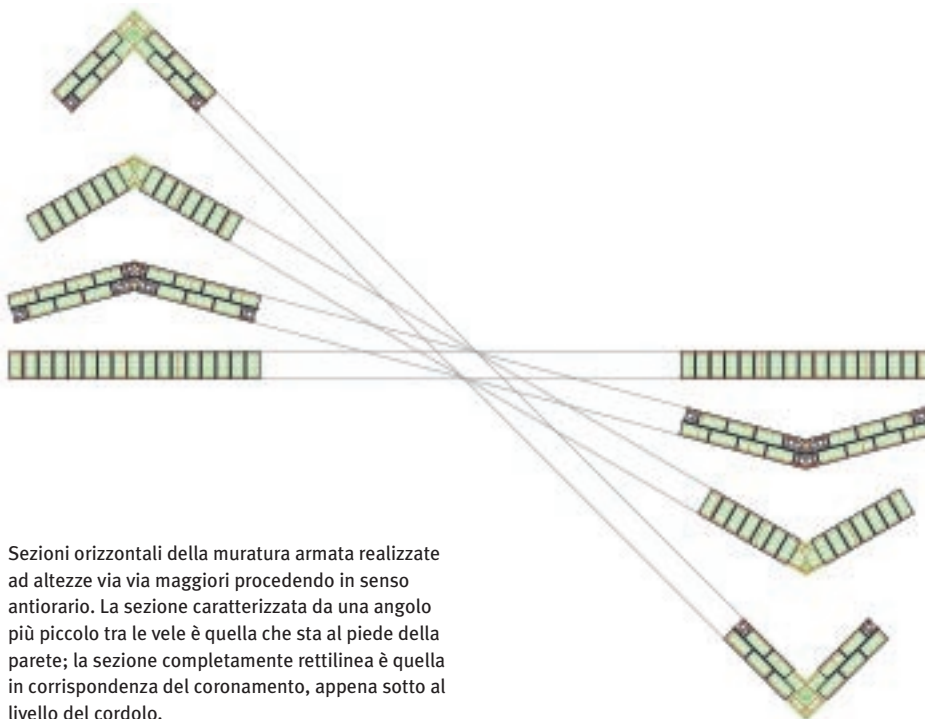 Sezioni orizzontali della muratura armata realizzate
ad altezze via via maggiori procedendo in senso
antiorario. La sezione caratterizzata da una angolo
più piccolo tra le vele è quella che sta al piede della
parete; la sezione completamente rettilinea è quella
in corrispondenza del coronamento, appena sotto al
livello del cordolo.